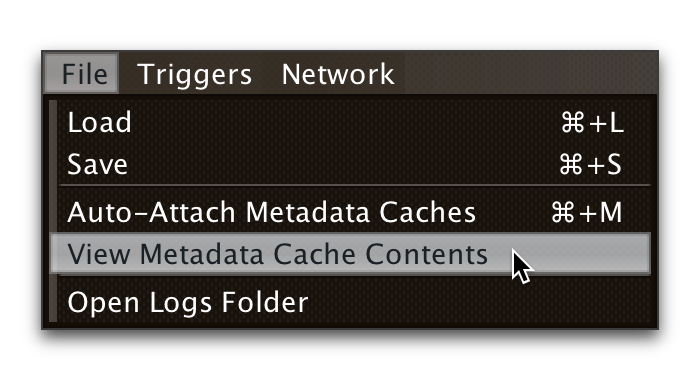 File Triggers Network
Load ⌘+L
Save ⌘+S
Auto-Attach Metadata Caches ⌘+M
View Metadata Cache Contents
Open Logs Folder